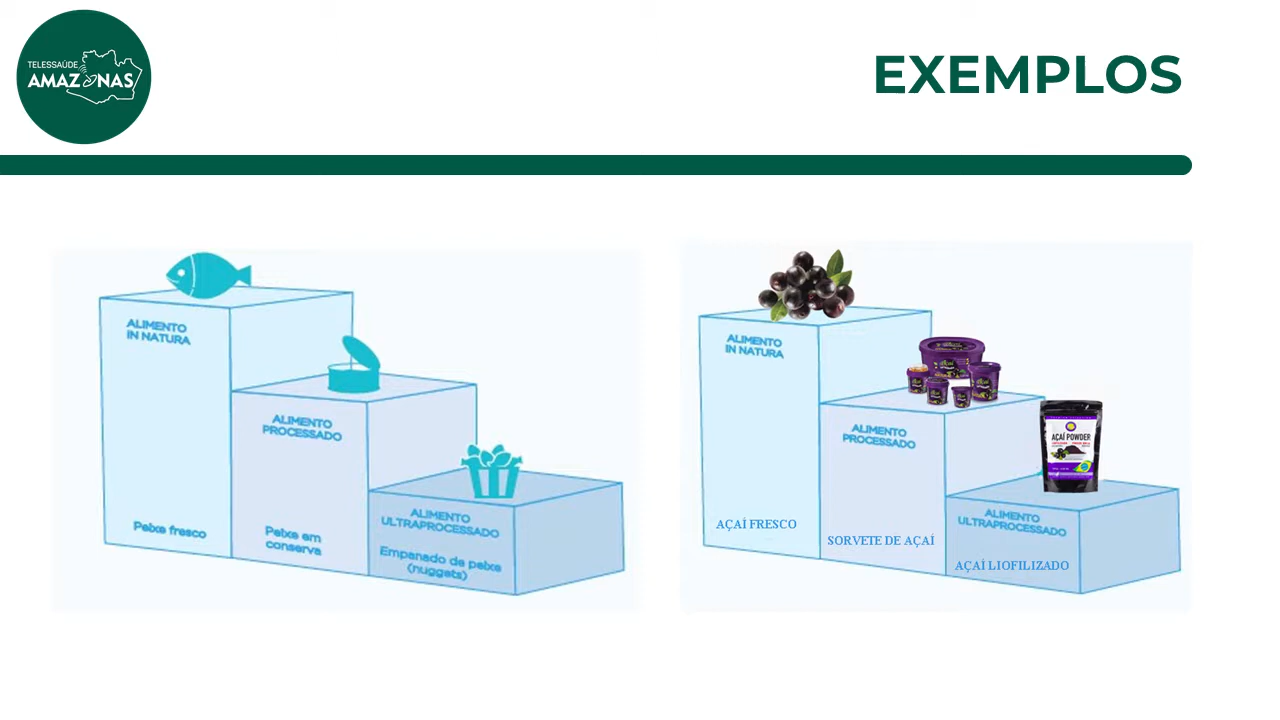 TELESSAÚDE
AMAZONAS
EXEMPLOS
ALIMENTO
IN NATURA
Peixe fresco
ALIMENTO
PROCESSADO
Peixe em
conserva
ALIMENTO
ULTRAPROCESSADO
Empanado de peixe
(nuggets)
ALIMENTO
IN NATURA
AÇAÍ FRESCO
ALIMENTO
PROCESSADO
SORVETE DE AÇAÍ
AÇAÍ POWDER
ALIMENTO
ULTRAPROCESSADO
AÇAÍ LIOFILIZADO